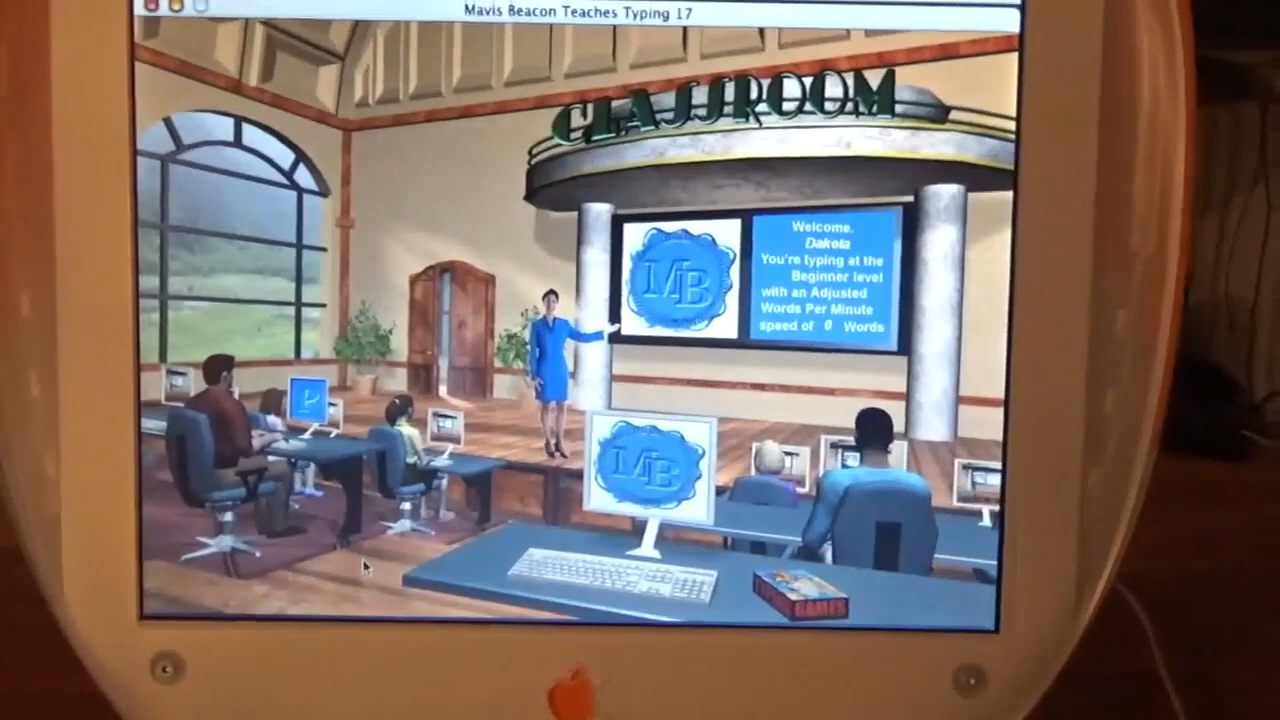 Mavis Beacon Teaches Typing 17
CLASSROOM
MB
Welcome,
Dakota
You're typing at the
Beginner level
with an Adjusted
Words Per Minute
speed of 0 Words
MB
GAMES